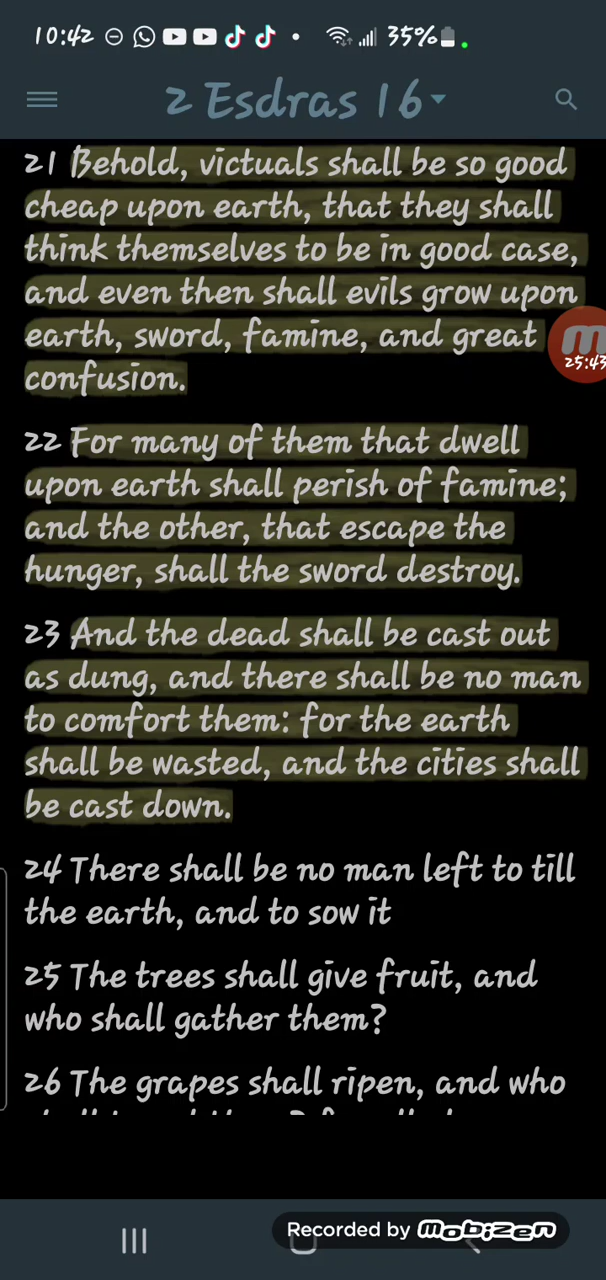 10:42 35%
2 Esdras 16
21 Behold, victuals shall be so good
cheap upon earth, that they shall
think themselves to be in good case,
and even then shall evils grow upon
earth, sword, famine, and great
confusion.
25:43
22 For many of them that dwell
upon earth shall perish of famine;
and the other, that escape the
hunger, shall the sword destroy.
23 And the dead shall be cast out
as dung, and there shall be no man
to comfort them: for the earth
shall be wasted, and the cities shall
be cast down.
24 There shall be no man left to till
the earth, and to sow it
25 The trees shall give fruit, and
who shall gather them?
26 The grapes shall ripen, and who
Recorded by mobizen